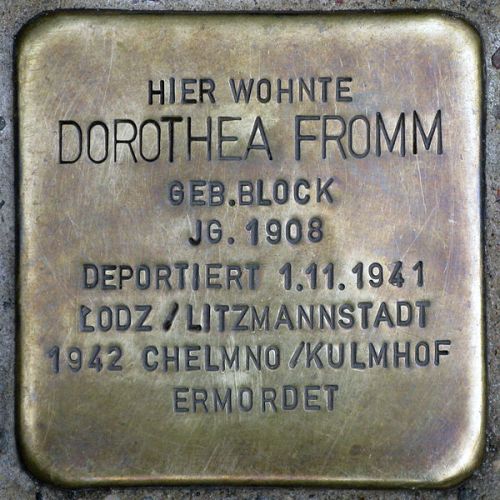 HIER WOHNTE
DOROTHEA FROMM
GEB.BLOCK
JG. 1908
DEPORTIERT 1.11.1941
ŁODZ / LITZMANNSTADT
1942 CHELMNO / KULMHOF
ERMORDET